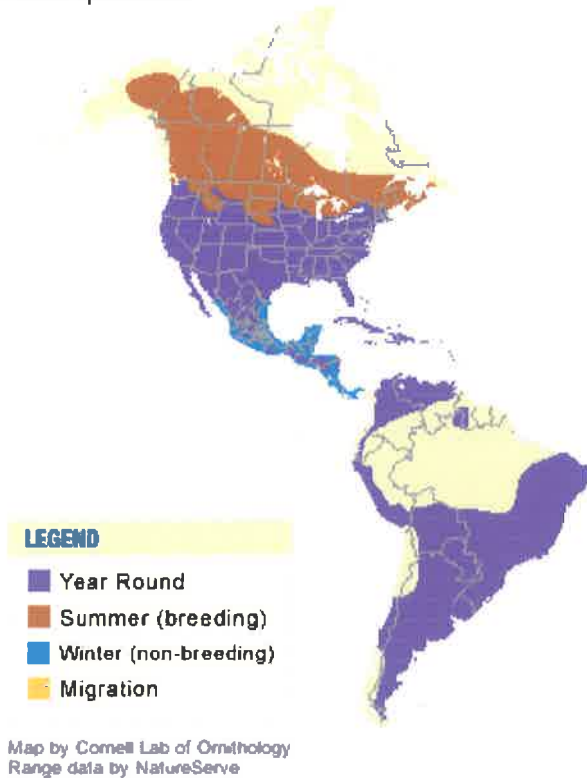 LEGEND
Year Round
Summer (breeding)
Winter (non-breeding)
Migration
Map by Cornell Lab of Ornithology
Range data by NatureServe